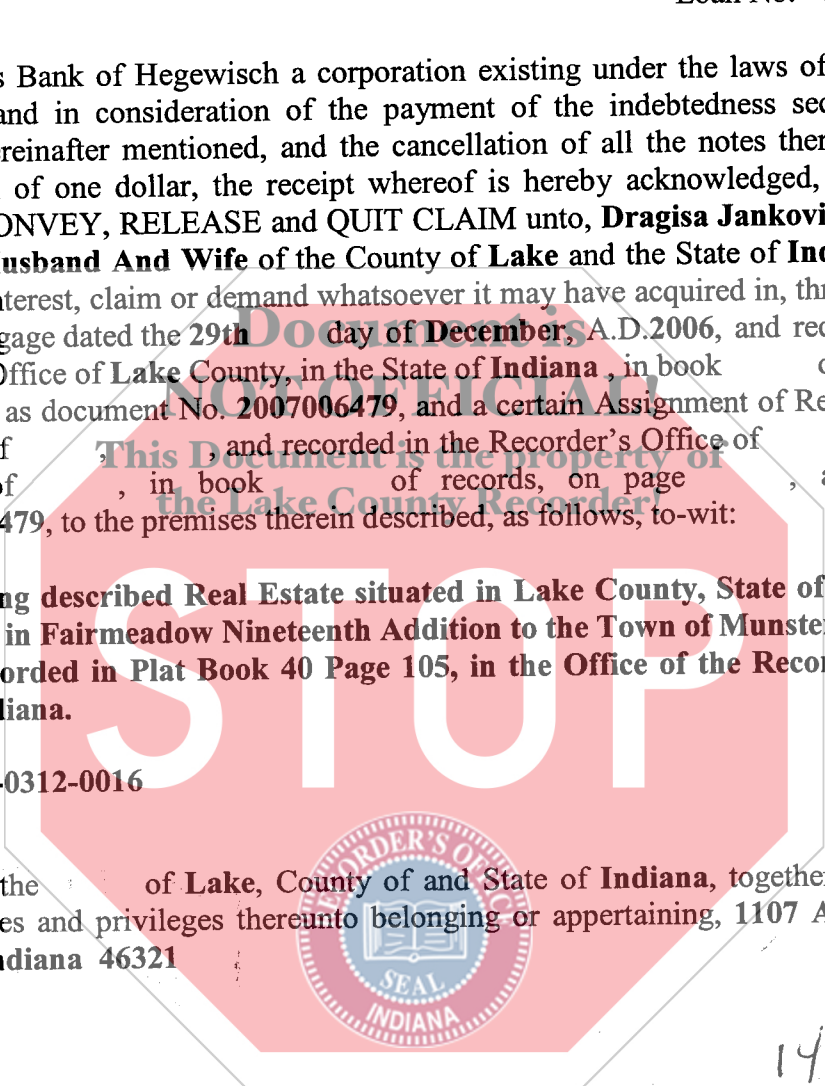 Loan No.
s Bank of Hegewisch a corporation existing under the laws of
and in consideration of the payment of the indebtedness sec
ereinafter mentioned, and the cancellation of all the notes ther
of one dollar, the receipt whereof is hereby acknowledged,
ONVEY, RELEASE and QUIT CLAIM unto, Dragisa Jankovi
usband And Wife of the County of Lake and the State of Ind
nterest, claim or demand whatsoever it may have acquired in, thr
gage dated the 29th day of December, A.D.2006, and rec
Document is
Office of Lake County, in the State of Indiana , in book
NOT OFFICIAL!
as document No. 2007006479, and a certain Assignment of Re
f , , and recorded in the Recorder's Office of
This Document is the property of
of , in book of records, on page , a
the Lake County Recorder!
479, to the premises therein described, as follows, to-wit:
ng described Real Estate situated in Lake County, State of
in Fairmeadow Nineteenth Addition to the Town of Munste
orded in Plat Book 40 Page 105, in the Office of the Recor
diana.
STOP
-0312-0016
RECORDER'S OFFICE
the of Lake, County of and State of Indiana, togethe
es and privileges thereunto belonging or appertaining, 1107 A
ndiana 46321
SEAL
INDIANA
14